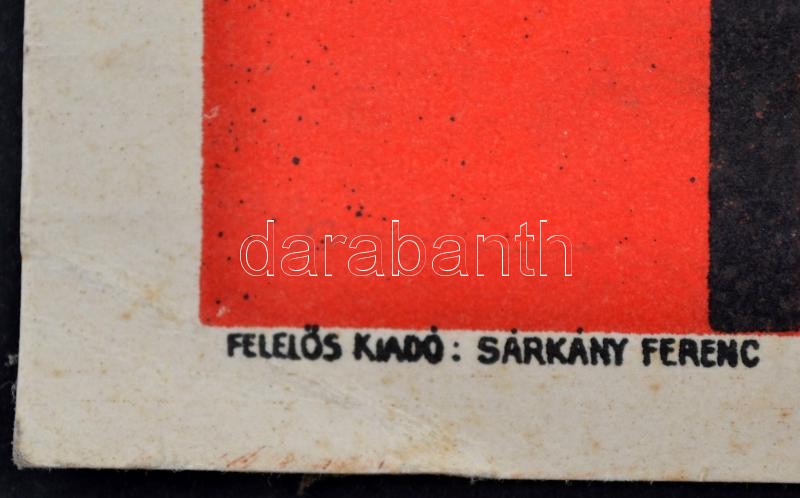 darabanth
FELELŐS KIADÓ: SÁRKÁNY FERENC